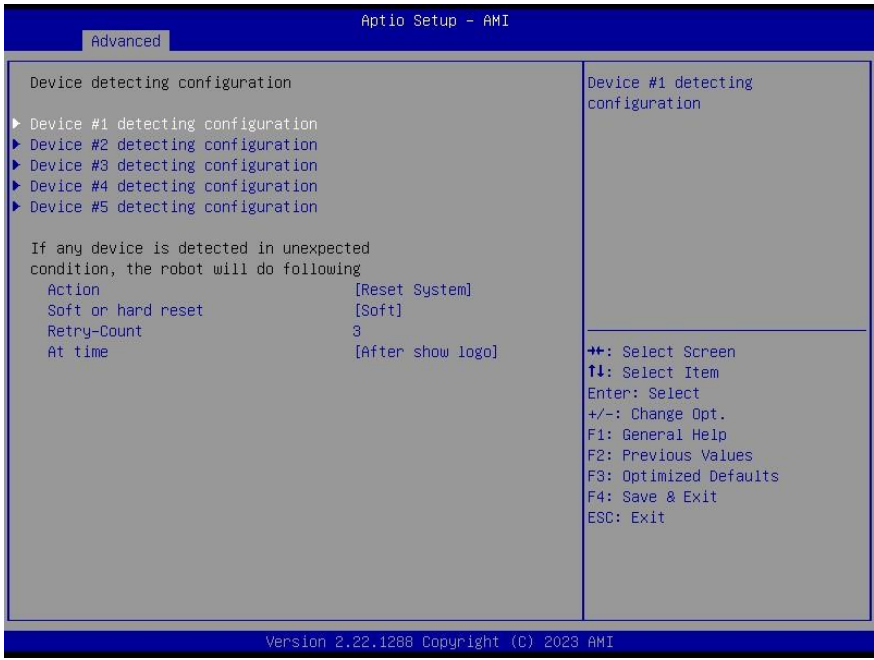 Aptio Setup - AMI
Advanced
Device detecting configuration
Device #1 detecting configuration
Device #2 detecting configuration
Device #3 detecting configuration
Device #4 detecting configuration
Device #5 detecting configuration
If any device is detected in unexpected
condition, the robot will do following
Action [Reset System]
Soft or hard reset [Soft]
Retry-Count 3
At time [After show logo]
Device #1 detecting
configuration
→←: Select Screen
↑↓: Select Item
Enter: Select
+/-: Change Opt.
F1: General Help
F2: Previous Values
F3: Optimized Defaults
F4: Save & Exit
ESC: Exit
Version 2.22.1288 Copyright (C) 2023 AMI